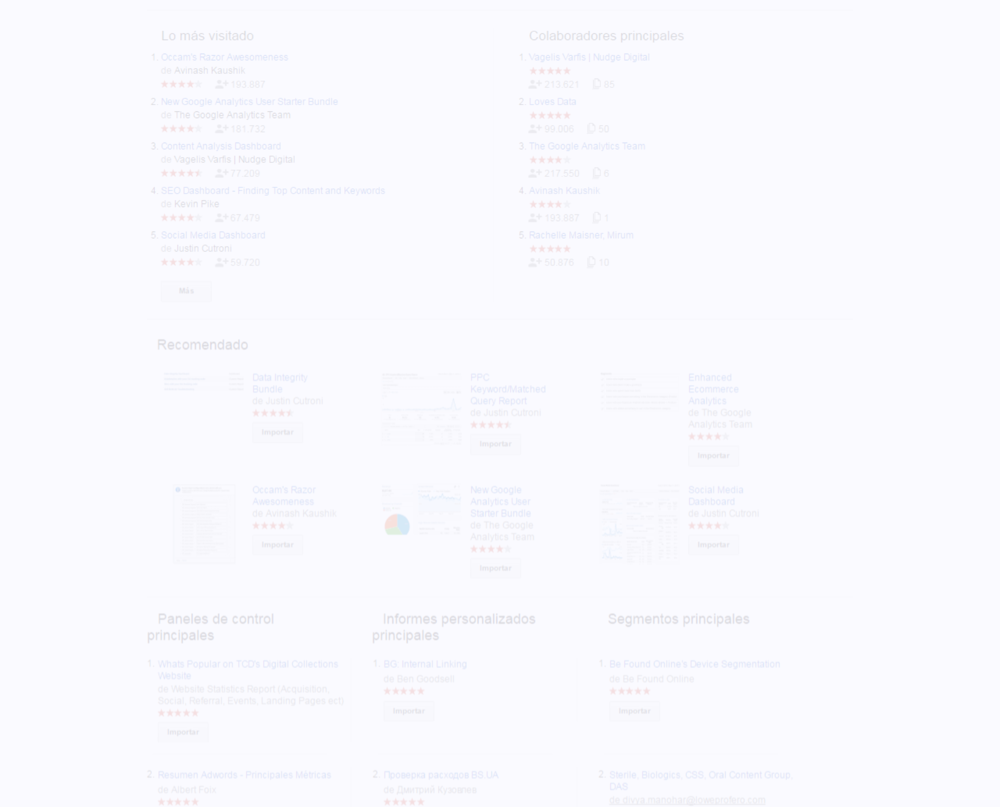 Lo más visitado
1. Occam's Razor Awesomeness
de Avinash Kaushik
193.887
2. New Google Analytics User Starter Bundle
de The Google Analytics Team
181.732
3. Content Analysis Dashboard
de Vagelis Varfis | Nudge Digital
77.209
4. SEO Dashboard - Finding Top Content and Keywords
de Kevin Pike
67.479
5. Social Media Dashboard
de Justin Cutroni
59.720
Más
Colaboradores principales
1. Vagelis Varfis | Nudge Digital
213.621 85
2. Loves Data
99.006 50
3. The Google Analytics Team
217.550 6
4. Avinash Kaushik
193.887 1
5. Rachelle Maisner, Mirum
50.876 10
Recomendado
Data Integrity
Bundle
de Justin Cutroni
Importar
PPC
Keyword/Matched
Query Report
de Justin Cutroni
Importar
Enhanced
Ecommerce
Analytics
de The Google
Analytics Team
Importar
Occam's Razor
Awesomeness
de Avinash Kaushik
Importar
New Google
Analytics User
Starter Bundle
de The Google
Analytics Team
Importar
Social Media
Dashboard
de Justin Cutroni
Importar
Paneles de control
principales
1. Whats Popular on TCD's Digital Collections
Website
de Website Statistics Report (Acquisition,
Social, Referral, Events, Landing Pages ect)
Importar
2. Resumen Adwords - Principales Métricas
de Albert Foix
Informes personalizados
principales
1. BG: Internal Linking
de Ben Goodsell
Importar
2. Проверка расходов BS.UA
de Дмитрий Кузовлев
Segmentos principales
1. Be Found Online's Device Segmentation
de Be Found Online
Importar
2. Sterile, Biologics, CSS, Oral Content Group,
DAS
de divya.manohar@loweprofero.com